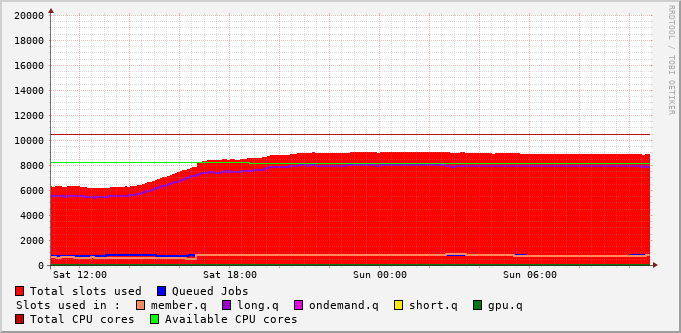 20000
18000
16000
14000
12000
10000
8000
6000
4000
2000
0
Sat 12:00 Sat 18:00 Sun 00:00 Sun 06:00
Total slots used Queued Jobs
Slots used in : member.q long.q ondemand.q short.q gpu.q
Total CPU cores Available CPU cores
RRDTOOL / TOBI OETIKER